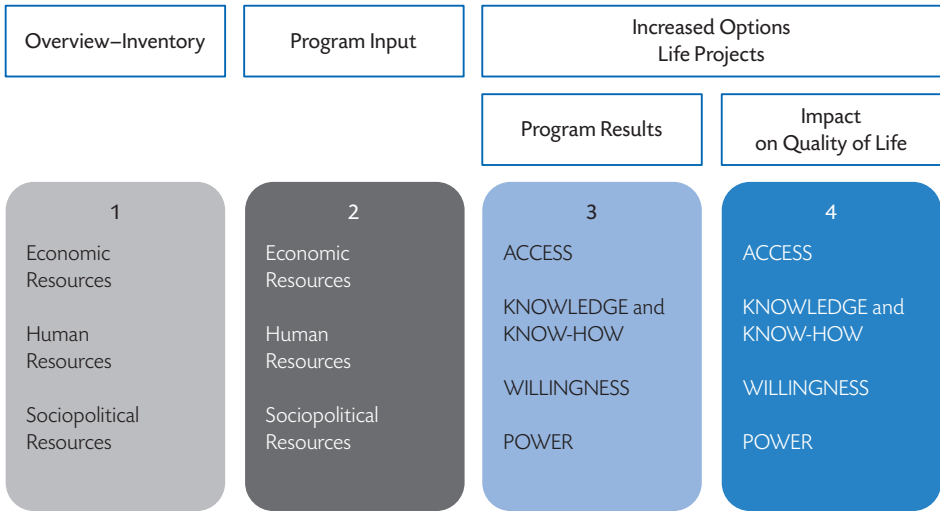 Overview–Inventory
Program Input
Increased Options
Life Projects
Program Results
Impact
on Quality of Life
1
Economic
Resources
Human
Resources
Sociopolitical
Resources
2
Economic
Resources
Human
Resources
Sociopolitical
Resources
3
ACCESS
KNOWLEDGE and
KNOW-HOW
WILLINGNESS
POWER
4
ACCESS
KNOWLEDGE and
KNOW-HOW
WILLINGNESS
POWER